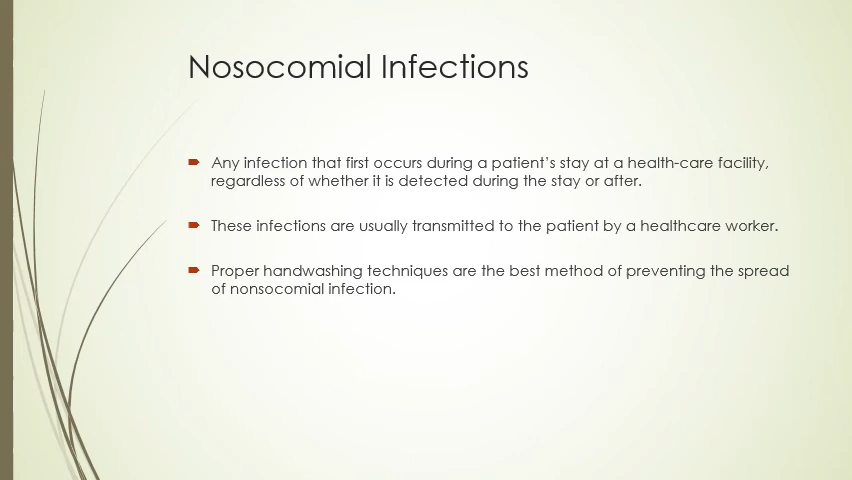 Nosocomial Infections
Any infection that first occurs during a patient's stay at a health-care facility,
regardless of whether it is detected during the stay or after.
These infections are usually transmitted to the patient by a healthcare worker.
Proper handwashing techniques are the best method of preventing the spread
of nonsocomial infection.